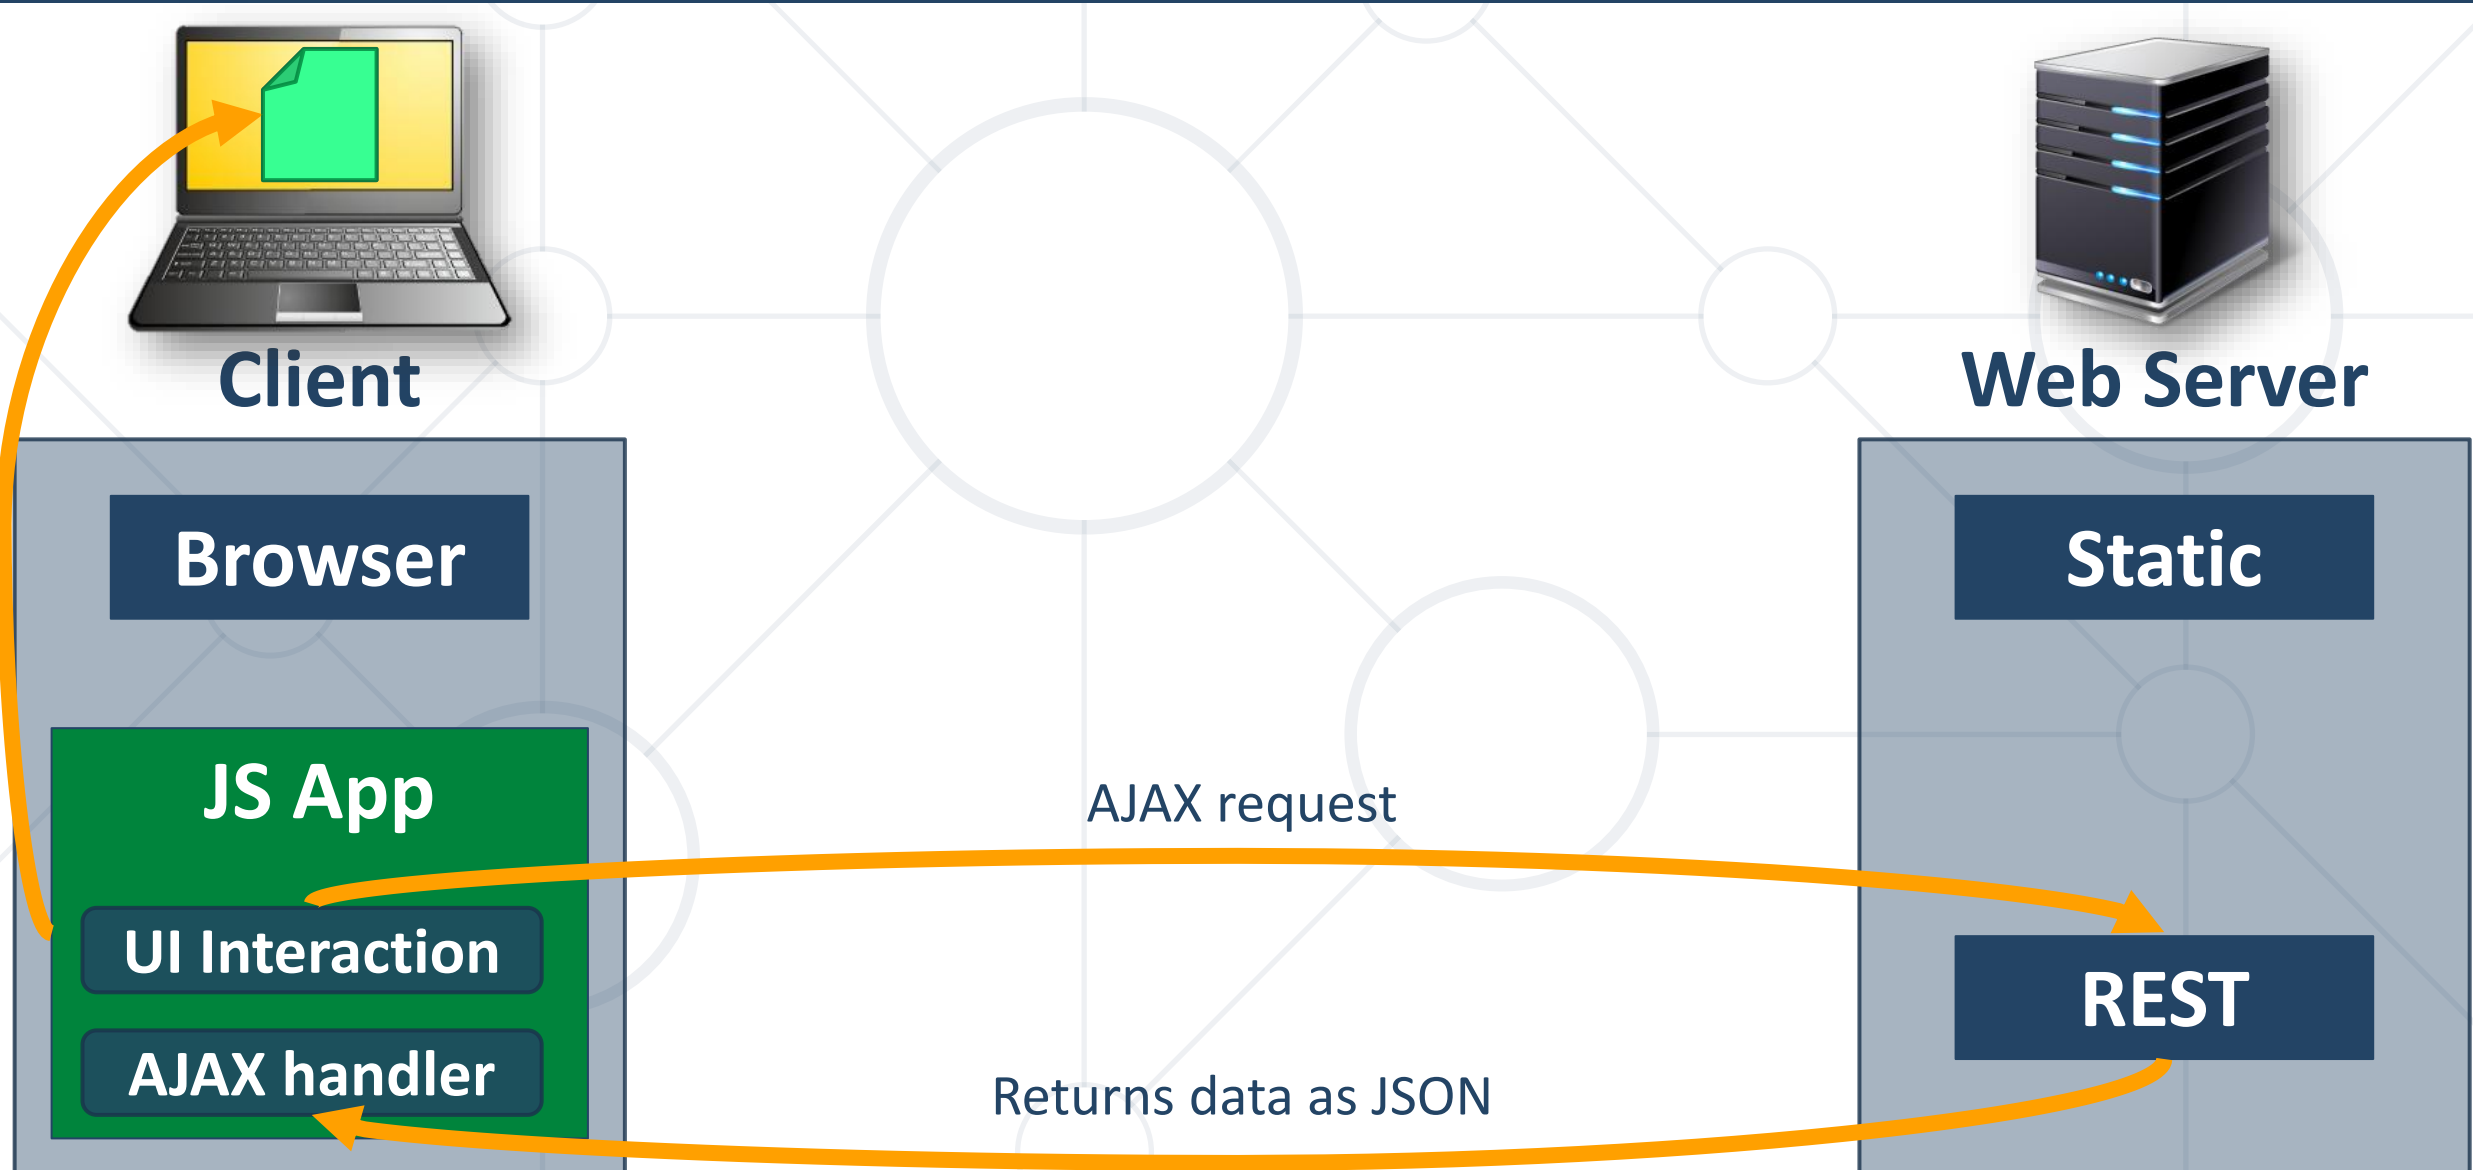 Client
Web Server
Browser
Static
JS App
AJAX request
UI Interaction
REST
AJAX handler
Returns data as JSON